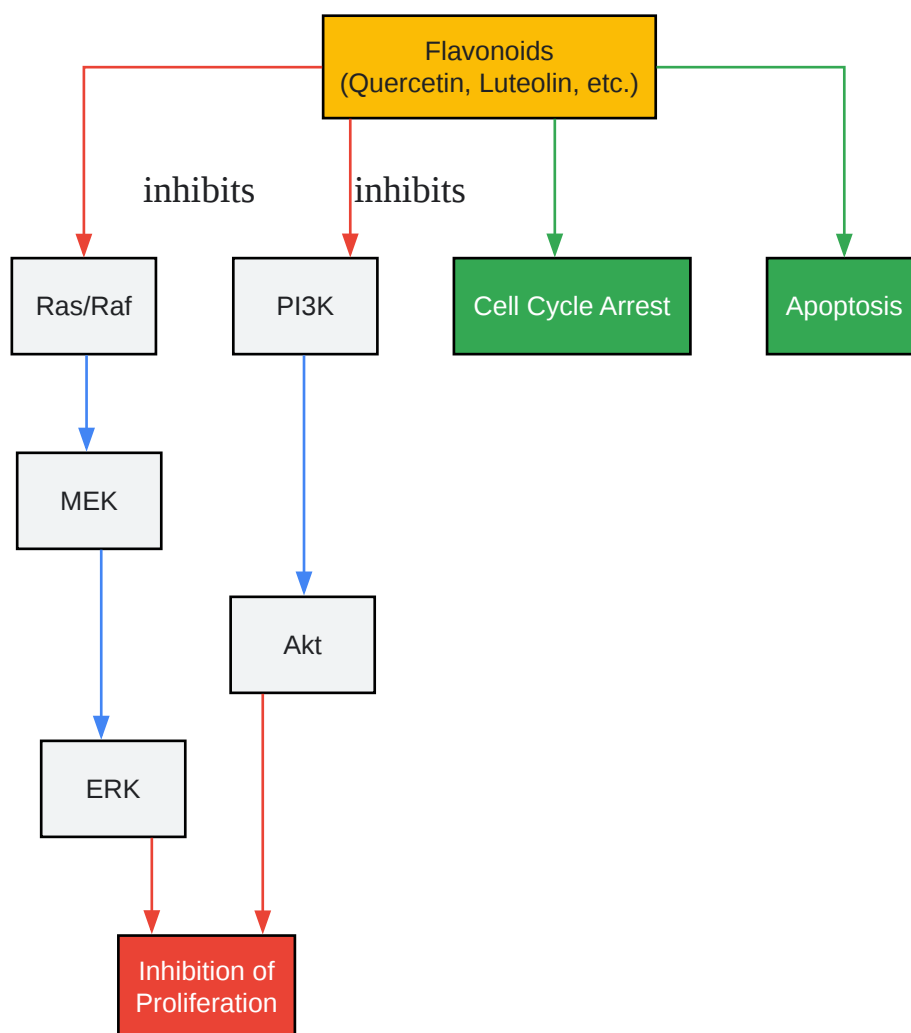 Flavonoids
(Quercetin, Luteolin, etc.)
inhibits
inhibits
Ras/Raf
PI3K
Cell Cycle Arrest
Apoptosis
MEK
Akt
ERK
Inhibition of
Proliferation